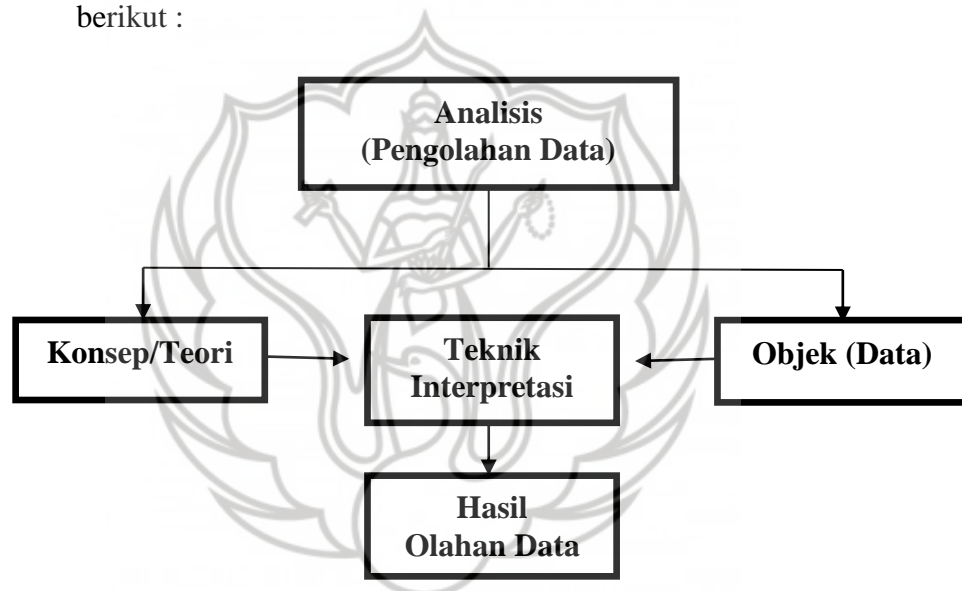 berikut :
Analisis
(Pengolahan Data)
Konsep/Teori
Teknik
Interpretasi
Objek (Data)
Hasil
Olahan Data